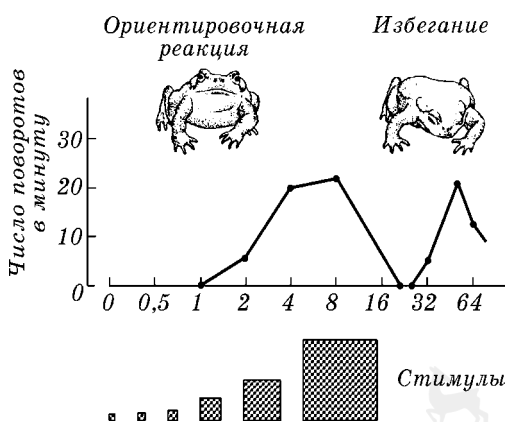 Ориентировочная
реакция
Избегание
Число поворотов
в минуту
30
20
10
0
0 0,5 1 2 4 8 16 32 64
Стимулы